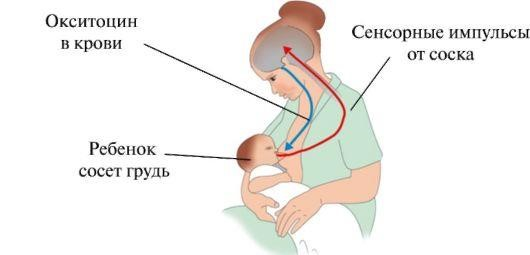 Окситоцин
в крови
Сенсорные импульсы
от соска
Ребенок
сосет грудь